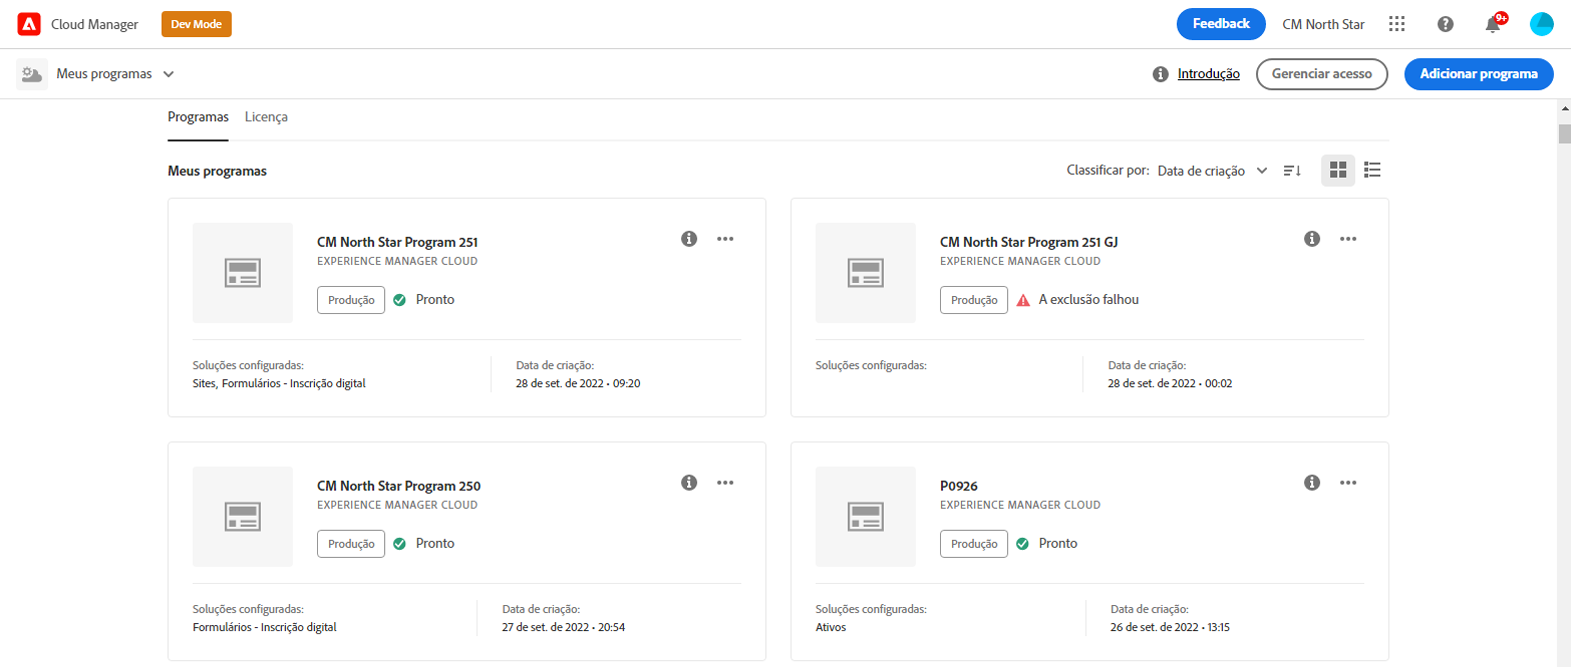 Cloud Manager Dev Mode Feedback CM North Star 9+
Meus programas Introdução Gerenciar acesso Adicionar programa
Programas Licença
Meus programas Classificar por: Data de criação
CM North Star Program 251
EXPERIENCE MANAGER CLOUD
Produção Pronto
Soluções configuradas: Data de criação:
Sites, Formulários - Inscrição digital 28 de set. de 2022 • 09:20
CM North Star Program 251 GJ
EXPERIENCE MANAGER CLOUD
Produção A exclusão falhou
Soluções configuradas: Data de criação:
28 de set. de 2022 • 00:02
CM North Star Program 250
EXPERIENCE MANAGER CLOUD
Produção Pronto
Soluções configuradas: Data de criação:
Formulários - Inscrição digital 27 de set. de 2022 • 20:54
P0926
EXPERIENCE MANAGER CLOUD
Produção Pronto
Soluções configuradas: Data de criação:
Ativos 26 de set. de 2022 • 13:15